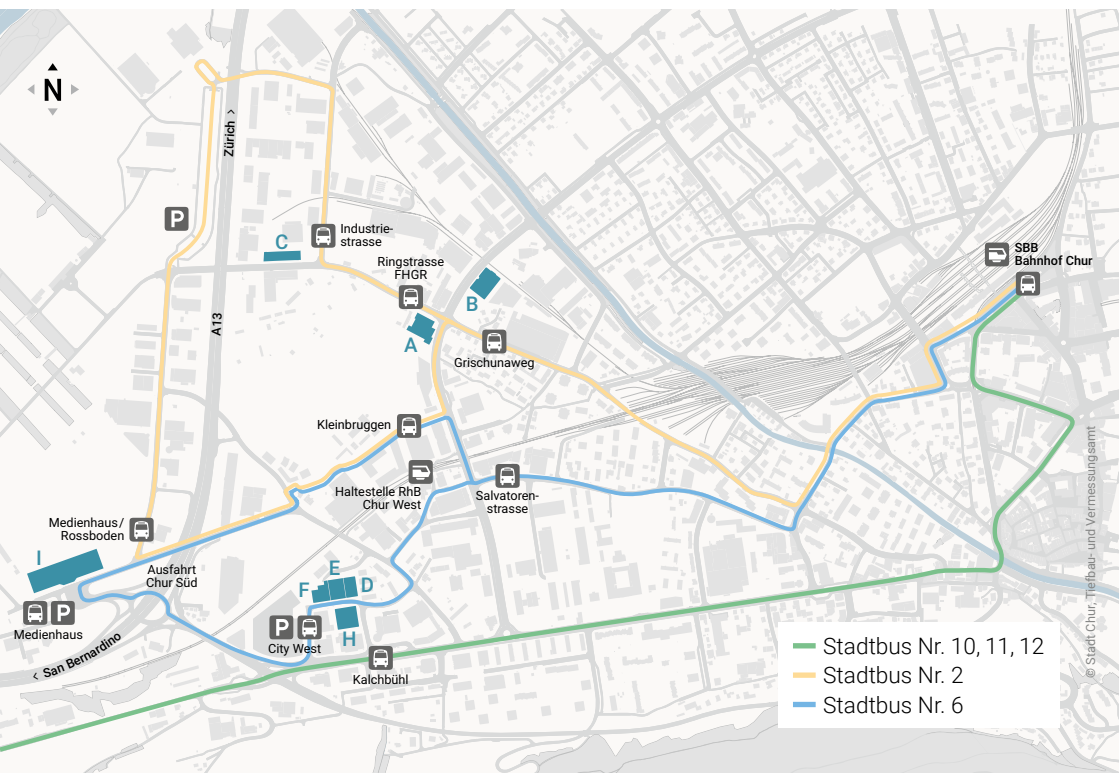 N
Zürich >
P
C
Industrie-
strasse
Ringstrasse
FHGR
B
A
SBB
Bahnhof Chur
A13
Grischunaweg
Kleinbruggen
Haltestelle RhB
Chur West
Salvatoren-
strasse
Medienhaus/
Rossboden
I
Ausfahrt
Chur Süd
E
F
D
H
P
Medienhaus
P
City West
< San Bernardino
Kalchbühl
Stadtbus Nr. 10, 11, 12
Stadtbus Nr. 2
Stadtbus Nr. 6
© Stadt Chur, Tiefbau- und Vermessungsamt